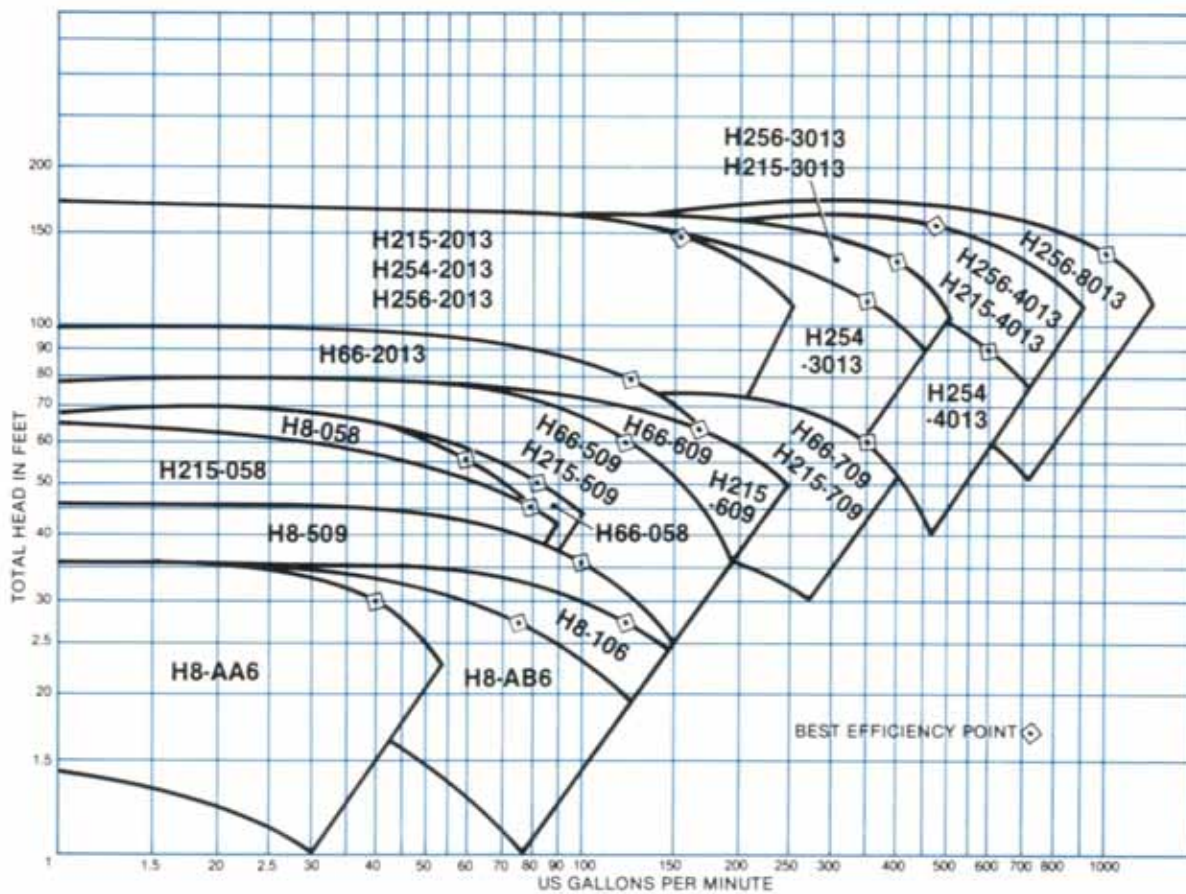 H256-3013
H215-3013
200
H215-2013
H254-2013
H256-2013
150
H256-8013
H256-4013
H215-4013
100
H254
-3013
90
H66-2013
80
H254
-4013
70
H8-058
H66-509
H215-509
H66-609
H66-709
H215-709
60
H215-058
H215
-609
50
H66-058
40
H8-509
30
H8-106
2.5
H8-AA6
H8-AB6
20
BEST EFFICIENCY POINT
1.5
1
TOTAL HEAD IN FEET
1.5 20 2.5 30 40 50 60 70 80 90 100 150 200 250 300 350 400 500 600 700 800 1000
US GALLONS PER MINUTE